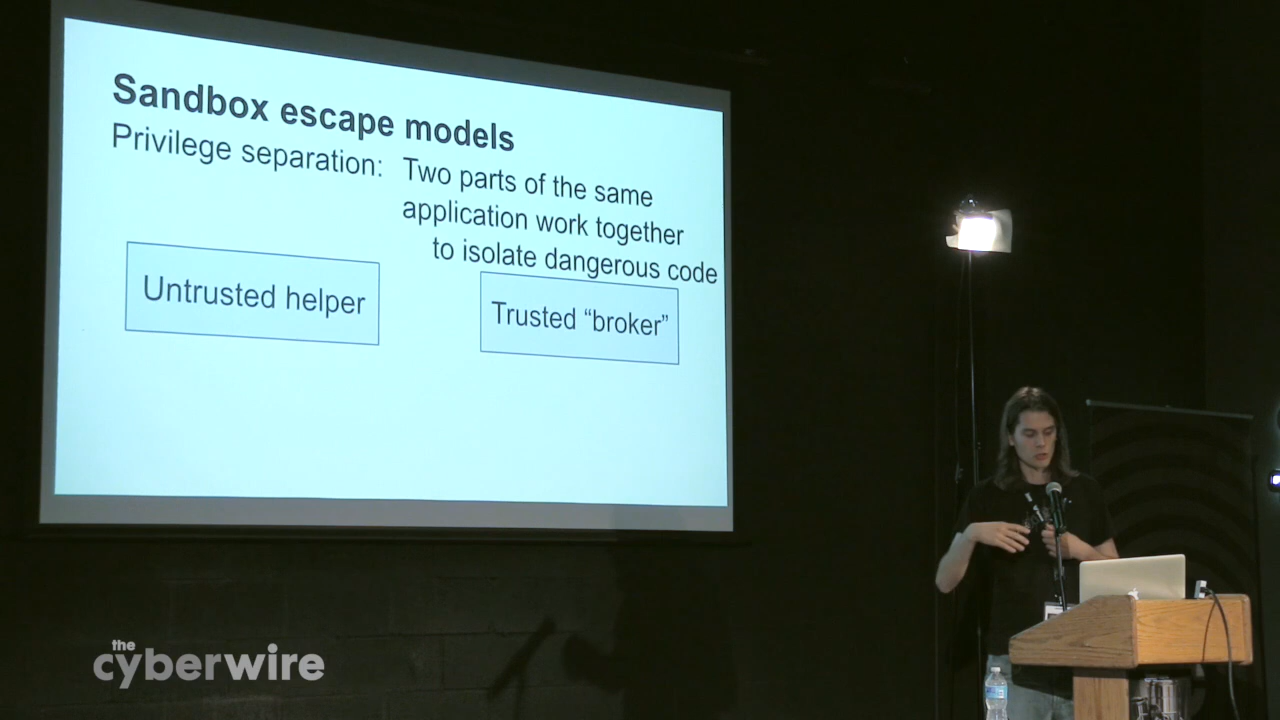 Sandbox escape models
Privilege separation: Two parts of the same
application work together
to isolate dangerous code
Untrusted helper
Trusted “broker”
the
cyberwire